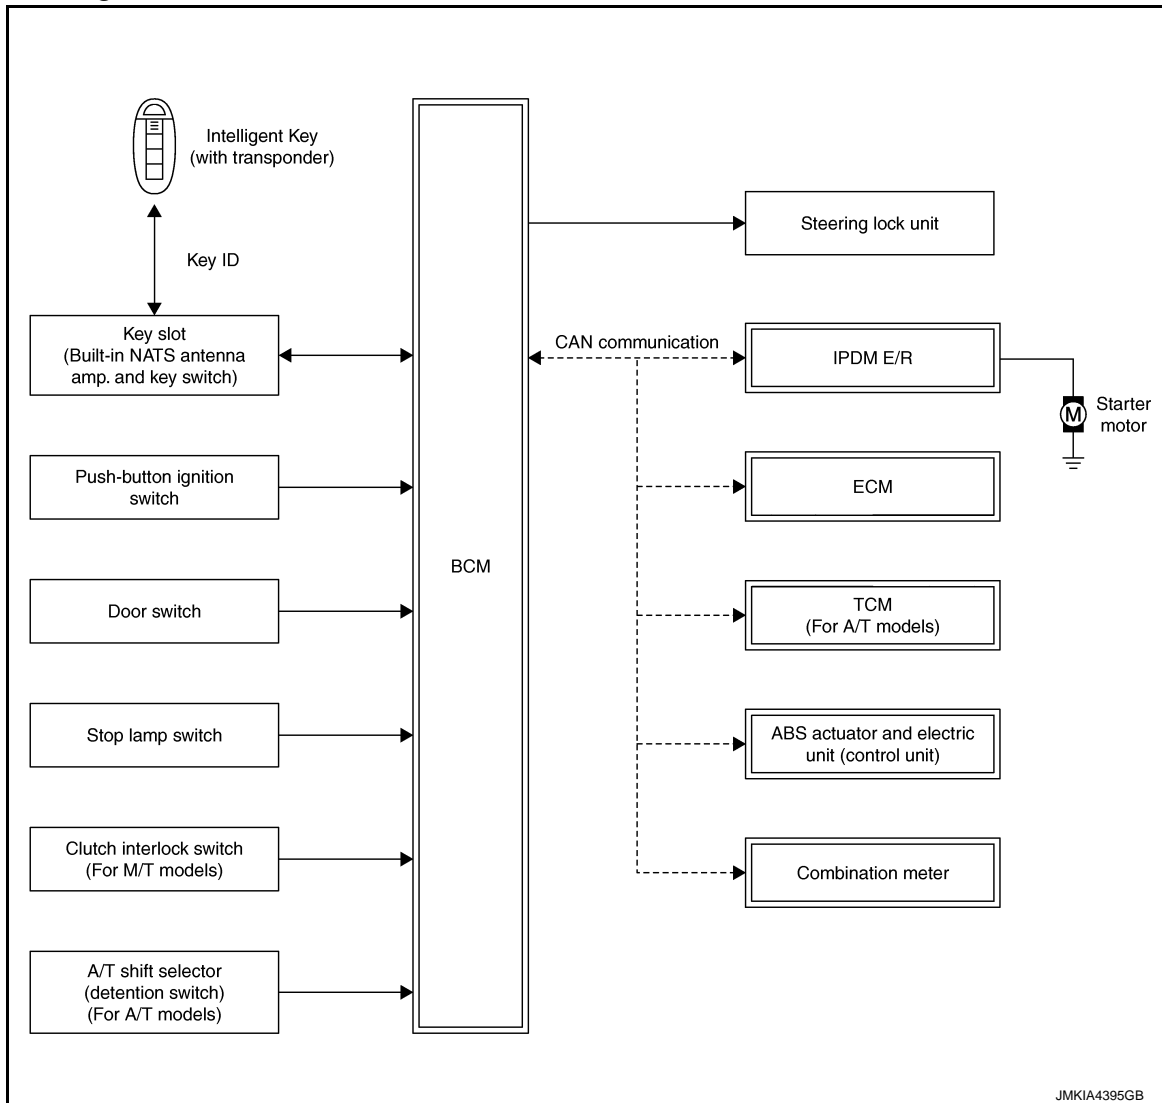 Intelligent Key
(with transponder)
Key ID
Key slot
(Built-in NATS antenna
amp. and key switch)
Push-button ignition
switch
Door switch
Stop lamp switch
Clutch interlock switch
(For M/T models)
A/T shift selector
(detention switch)
(For A/T models)
BCM
Steering lock unit
CAN communication
IPDM E/R
M
Starter
motor
ECM
TCM
(For A/T models)
ABS actuator and electric
unit (control unit)
Combination meter
JMKIA4395GB